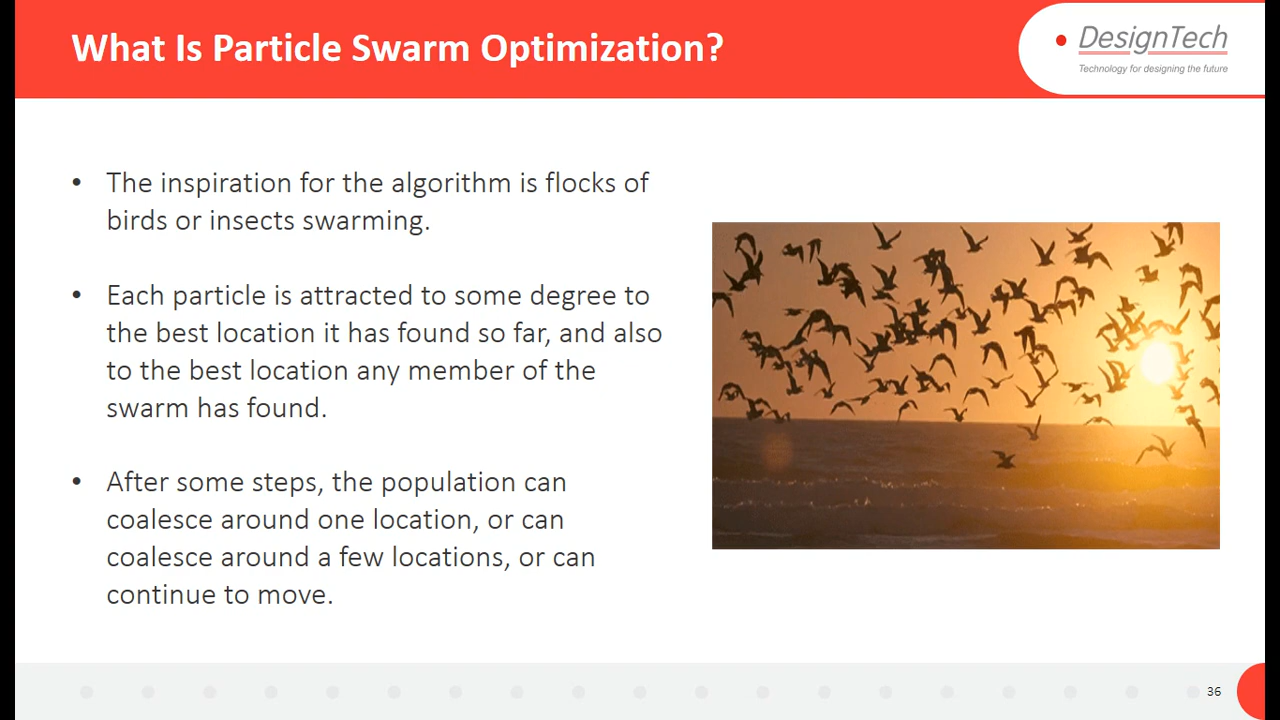 What Is Particle Swarm Optimization?
DesignTech
Technology for designing the future
• The inspiration for the algorithm is flocks of
birds or insects swarming.
• Each particle is attracted to some degree to
the best location it has found so far, and also
to the best location any member of the
swarm has found.
• After some steps, the population can
coalesce around one location, or can
coalesce around a few locations, or can
continue to move.
36